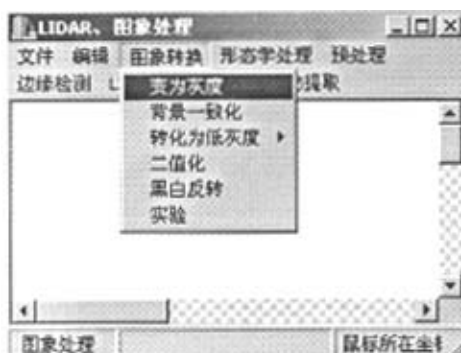 LIDAR、图象处理
文件 编辑 图象转换 形态学处理 预处理
边缘检测 L 提取
变为灰度
背景一致化
转化为低灰度
二值化
黑白反转
实验
图象处理 鼠标所在坐标